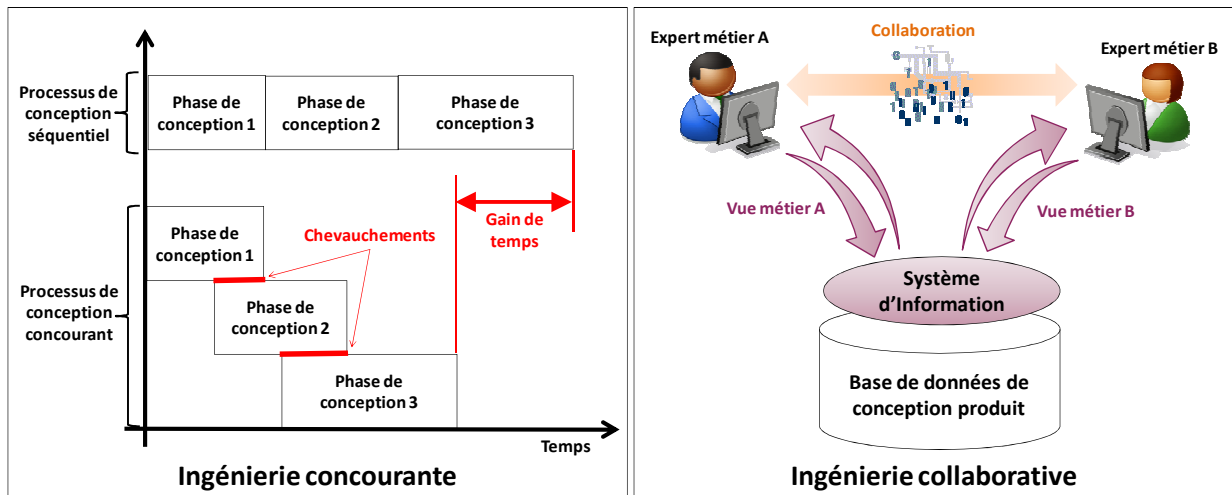 Processus de
conception
séquentiel
Phase de
conception 1
Phase de
conception 2
Phase de
conception 3
Gain de
temps
Chevauchements
Processus de
conception
concourant
Phase de
conception 1
Phase de
conception 2
Phase de
conception 3
Temps
Ingénierie concourante
Expert métier A
Collaboration
Expert métier B
Vue métier A
Vue métier B
Système
d'Information
Base de données de
conception produit
Ingénierie collaborative